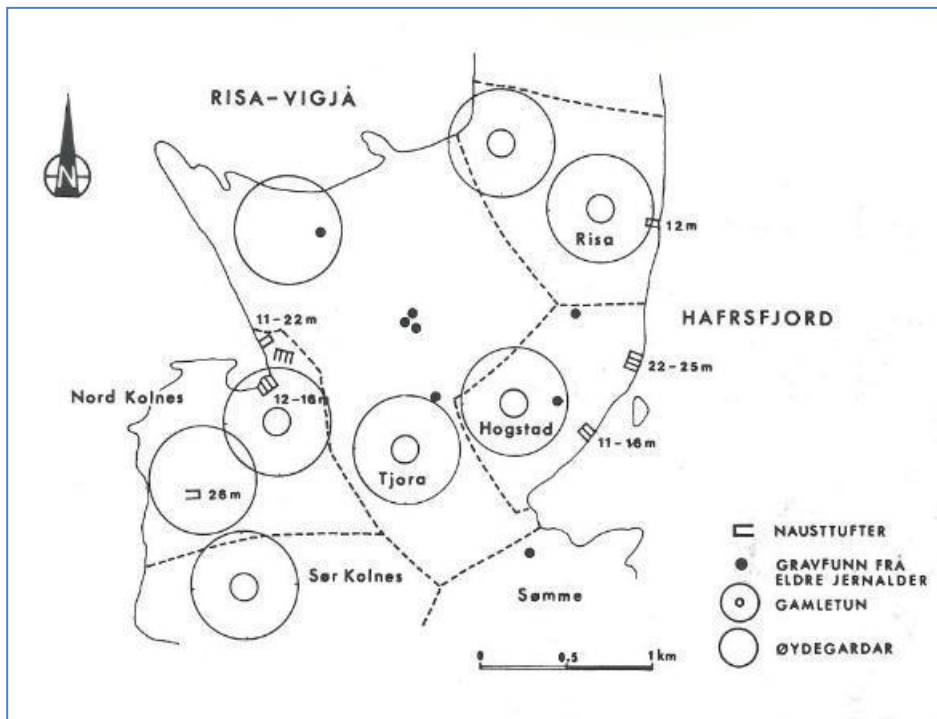 RISA-VIGJÅ
N
Risa
12m
HAFRSFJORD
11-22m
22-25m
Nord Kolnes
12-16m
Hogstad
11-16m
Tjora
26m
NAUSTTUFTER
GRAVFUNN FRÅ
ELDRE JERNALDER
GAMLETUN
ØYDEGARDAR
Sør Kolnes
Sømme
0
0.5
1 km